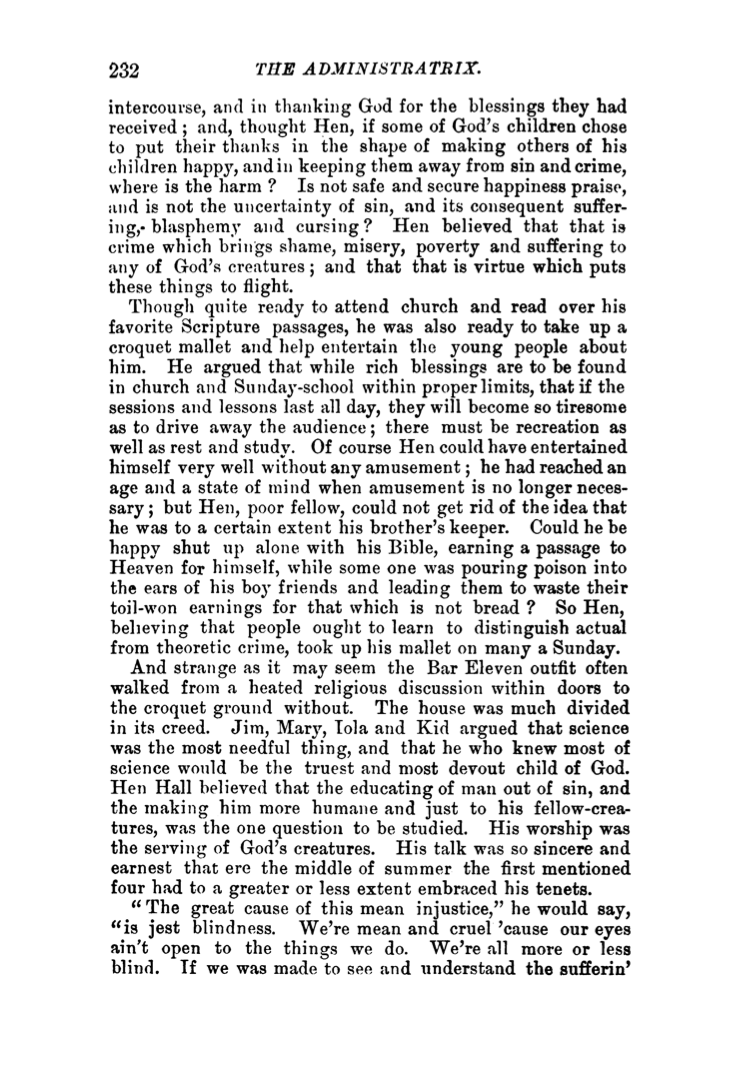 232 THE ADMINISTRATRIX.
intercourse, and in thanking God for the blessings they had
received ; and, thought Hen, if some of God's children chose
to put their thanks in the shape of making others of his
children happy, and in keeping them away from sin and crime,
where is the harm ? Is not safe and secure happiness praise,
and is not the uncertainty of sin, and its consequent suffer-
ing, blasphemy and cursing ? Hen believed that that is
crime which brings shame, misery, poverty and suffering to
any of God's creatures ; and that that is virtue which puts
these things to flight.
Though quite ready to attend church and read over his
favorite Scripture passages, he was also ready to take up a
croquet mallet and help entertain the young people about
him. He argued that while rich blessings are to be found
in church and Sunday-school within proper limits, that if the
sessions and lessons last all day, they will become so tiresome
as to drive away the audience ; there must be recreation as
well as rest and study. Of course Hen could have entertained
himself very well without any amusement ; he had reached an
age and a state of mind when amusement is no longer neces-
sary ; but Hen, poor fellow, could not get rid of the idea that
he was to a certain extent his brother's keeper. Could he be
happy shut up alone with his Bible, earning a passage to
Heaven for himself, while some one was pouring poison into
the ears of his boy friends and leading them to waste their
toil-won earnings for that which is not bread ? So Hen,
believing that people ought to learn to distinguish actual
from theoretic crime, took up his mallet on many a Sunday.
And strange as it may seem the Bar Eleven outfit often
walked from a heated religious discussion within doors to
the croquet ground without. The house was much divided
in its creed. Jim, Mary, Iola and Kid argued that science
was the most needful thing, and that he who knew most of
science would be the truest and most devout child of God.
Hen Hall believed that the educating of man out of sin, and
the making him more humane and just to his fellow-crea-
tures, was the one question to be studied. His worship was
the serving of God's creatures. His talk was so sincere and
earnest that ere the middle of summer the first mentioned
four had to a greater or less extent embraced his tenets.
" The great cause of this mean injustice," he would say,
"is jest blindness. We're mean and cruel 'cause our eyes
ain't open to the things we do. We're all more or less
blind. If we was made to see and understand the sufferin'